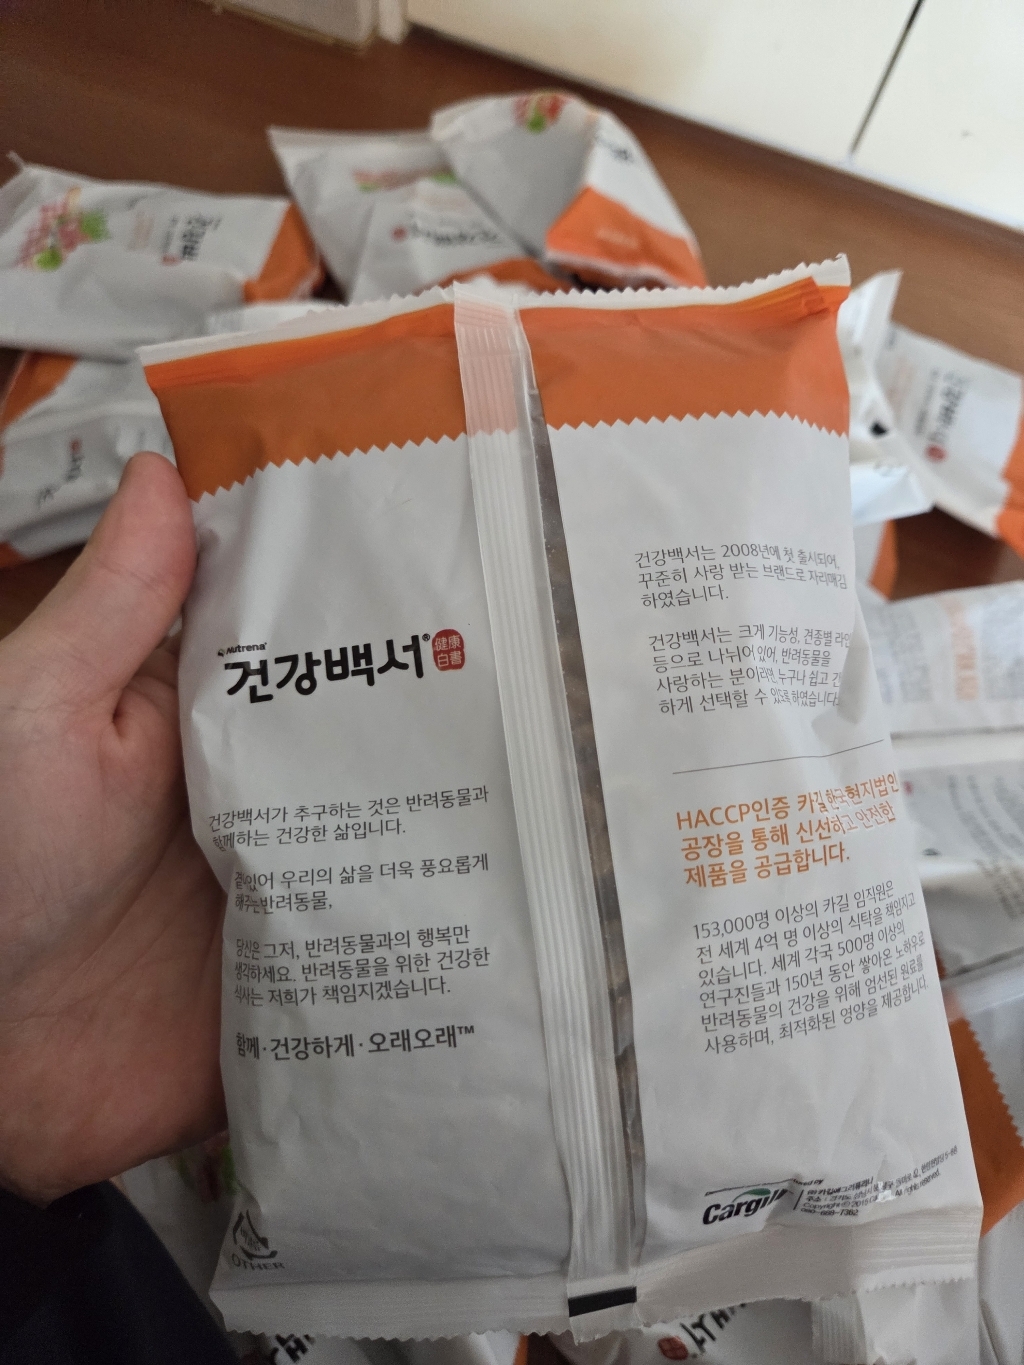 Nutrena®
건강백서®
健康
白書
건강백서가 추구하는 것은 반려동물과
함께하는 건강한 삶입니다.
곁에있어 우리의 삶을 더욱 풍요롭게
해주는반려동물,
당신은 그저, 반려동물과의 행복만
생각하세요. 반려동물을 위한 건강한
식사는 저희가 책임지겠습니다.
함께·건강하게·오래오래™
OTHER
건강백서는 2008년에 첫 출시되어,
꾸준히 사랑 받는 브랜드로 자리매김
하였습니다.
건강백서는 크게 기능성, 견종별 라인
등으로 나뉘어있어, 반려동물을
사랑하는 분이라면 누구나 쉽고 간
하게 선택할 수 있도록 하였습니다.
HACCP인증 카길 한국현지법인
공장을 통해 신선하고 안전한
제품을 공급합니다.
153,000명 이상의 카길 임직원은
전 세계 4억 명 이상의 식탁을 책임지고
있습니다. 세계 각국 500명 이상의
연구진들과 150년 동안 쌓아온 노하우로
반려동물의 건강을 위해 엄선된 원료를
사용하며, 최적화된 영양을 제공합니다.
Cargill
080-688-7362